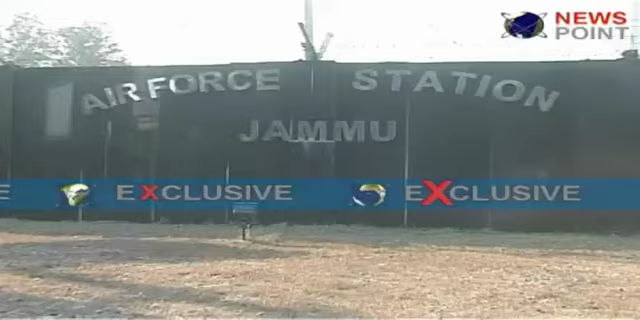 NEWS
POINT
AIR FORCE STATION
JAMMU
E EXCLUSIVE EXCLUSIVE